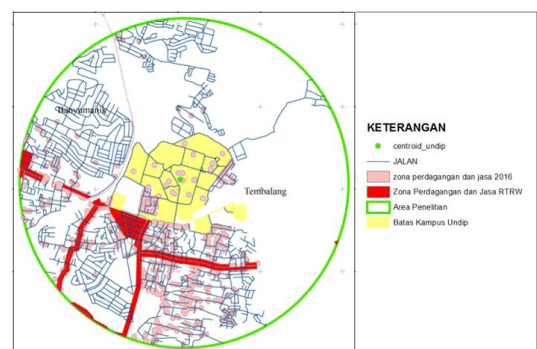 Banyumanik
Tembalang
KETERANGAN
centroid_undip
JALAN
zona perdagangan dan jasa 2016
Zona Perdagangan dan Jasa RTRW
Area Penelitian
Batas Kampus Undip